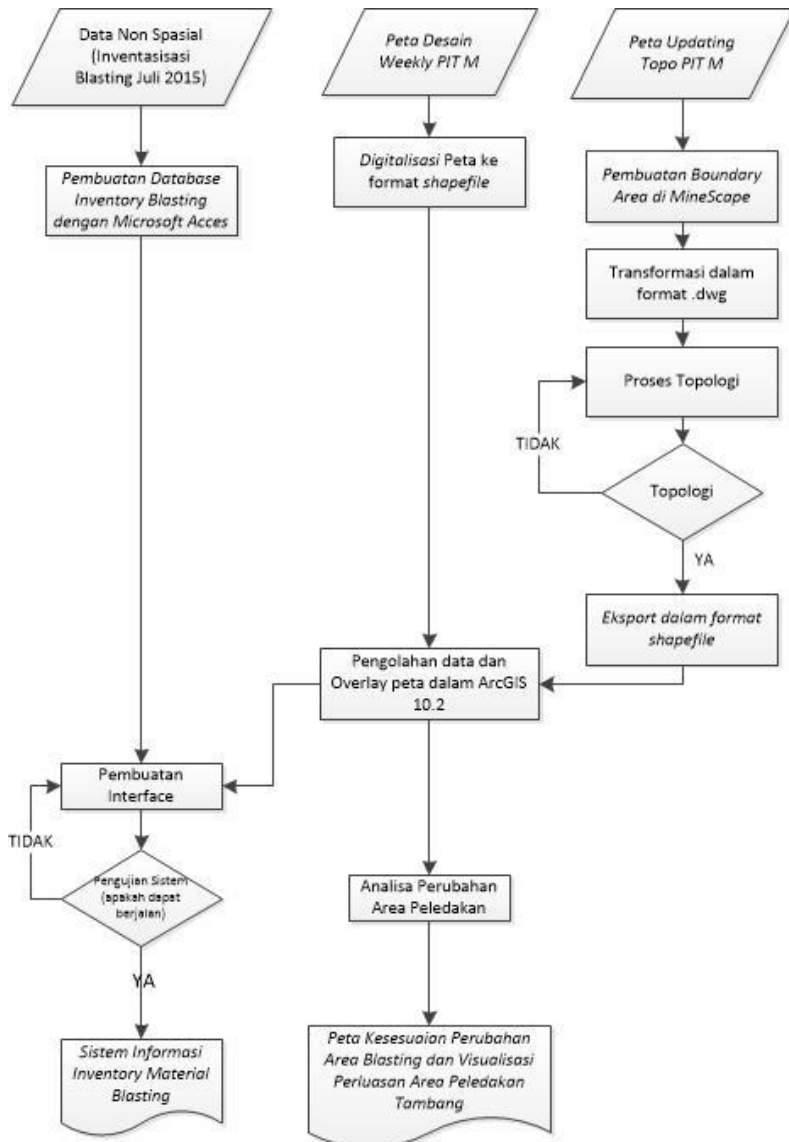 Data Non Spasial
(Inventasisasi
Blasting Juli 2015)
Pembuatan Database
Inventory Blasting
dengan Microsoft Acces
Peta Desain
Weekly PIT M
Digitalisasi Peta ke
format shapefile
Peta Updating
Topo PIT M
Pembuatan Boundary
Area di MineScape
Transformasi dalam
format .dwg
Proses Topologi
TIDAK
Topologi
YA
Eksport dalam format
shapefile
Pengolahan data dan
Overlay peta dalam ArcGIS
10.2
Pembuatan
Interface
TIDAK
Pengujian Sistem
(apakah dapat
berjalan)
YA
Sistem Informasi
Inventory Material
Blasting
Analisa Perubahan
Area Peledakan
Peta Kesesuaian Perubahan
Area Blasting dan Visualisasi
Perluasan Area Peledakan
Tambang